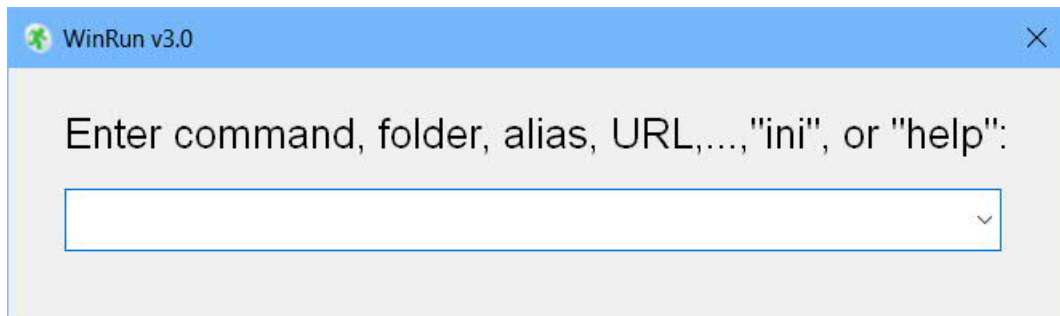 WinRun v3.0
Enter command, folder, alias, URL,...,"ini", or "help":